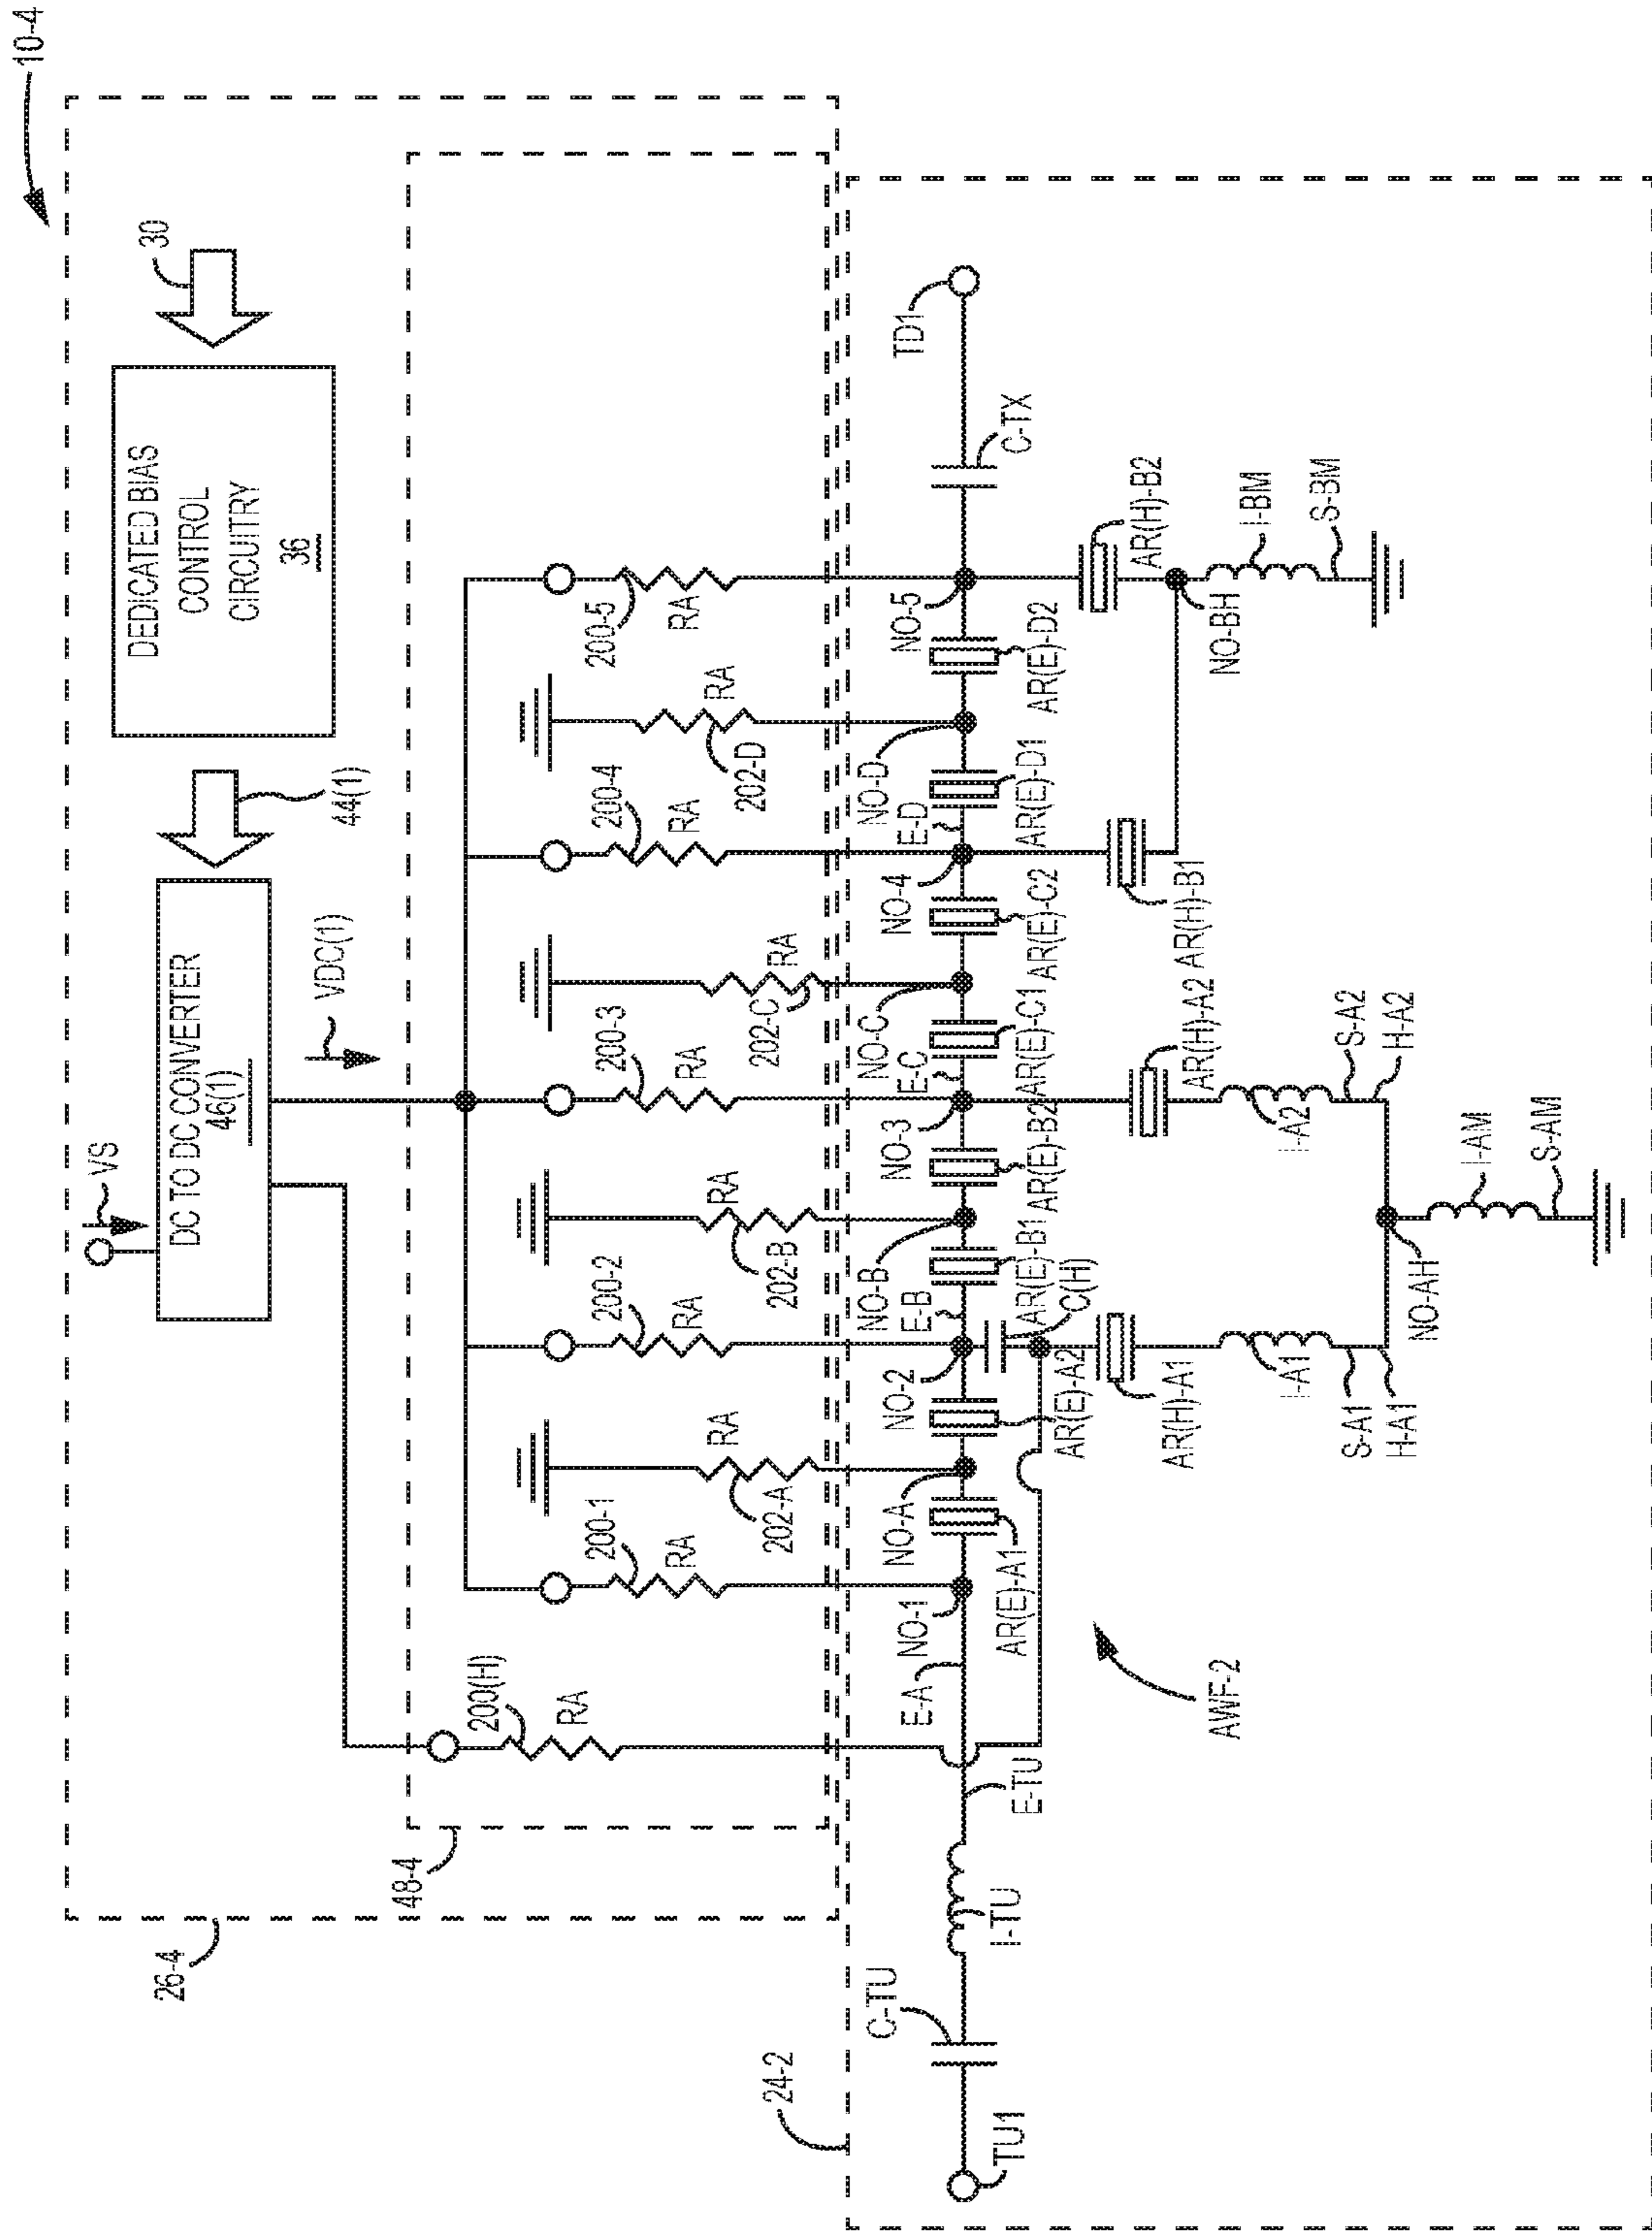 10-4
30
DEDICATED BIAS
CONTROL
CIRCUITRY
36
44(1)
VS
DC TO DC CONVERTER
46(1)
VDC(1)
26-4
48-4
200(H)
RA
200-1
RA
202-A
RA
200-2
RA
202-B
RA
200-3
RA
202-C
RA
200-4
RA
202-D
RA
200-5
RA
24-2
TU1
C-TU
I-TU
E-TU
E-A
NO-1
AR(E)-A1
NO-A
AR(E)-A2
NO-2
C(H)
E-B
AR(E)-B1
NO-B
AR(E)-B2
NO-3
E-C
AR(E)-C1
NO-C
AR(E)-C2
NO-4
E-D
AR(E)-D1
NO-D
AR(E)-D2
NO-5
C-TX
TD1
AWF-2
AR(H)-A1
I-A1
S-A1
H-A1
AR(H)-A2
I-A2
S-A2
H-A2
NO-AH
I-AM
S-AM
AR(H)-B1
AR(H)-B2
NO-BH
I-BM
S-BM